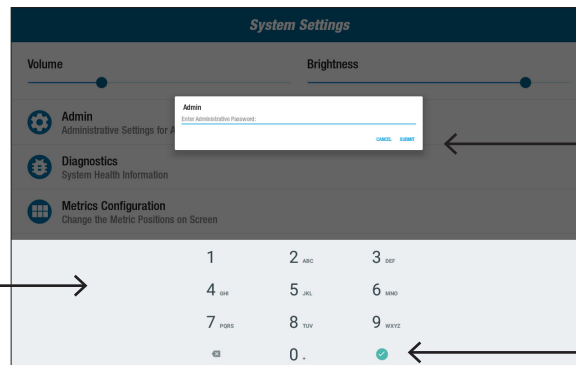 System Settings
Volume
Brightness
Admin
Enter Administrative Password:
CANCEL SUBMIT
Admin
Administrative Settings for A
Diagnostics
System Health Information
Metrics Configuration
Change the Metric Positions on Screen
1 2 ABC 3 DEF
4 GHI 5 JKL 6 MNO
7 PQRS 8 TUV 9 WXYZ
0 .